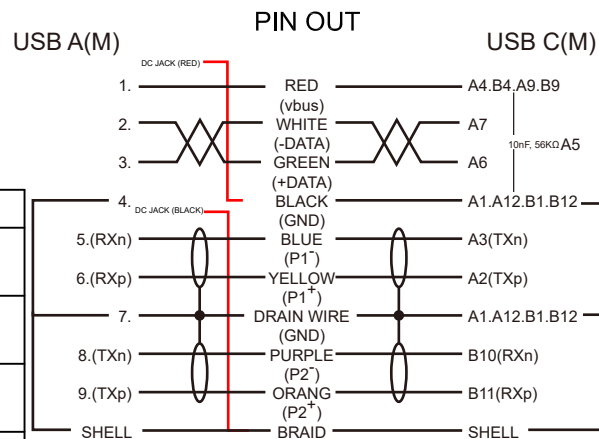 PIN OUT
USB A(M) USB C(M)
DC JACK (RED)
1. RED A4.B4.A9.B9
(vbus)
2. WHITE A7
(-DATA) 10nF, 56KΩ A5
3. GREEN A6
(+DATA)
4. BLACK A1.A12.B1.B12
DC JACK (BLACK)
(GND)
5.(RXn) BLUE A3(TXn)
(P1-)
6.(RXp) YELLOW A2(TXp)
(P1+)
7. DRAIN WIRE A1.A12.B1.B12
(GND)
8.(TXn) PURPLE B10(RXn)
(P2-)
9.(TXp) ORANG B11(RXp)
(P2+)
SHELL BRAID SHELL